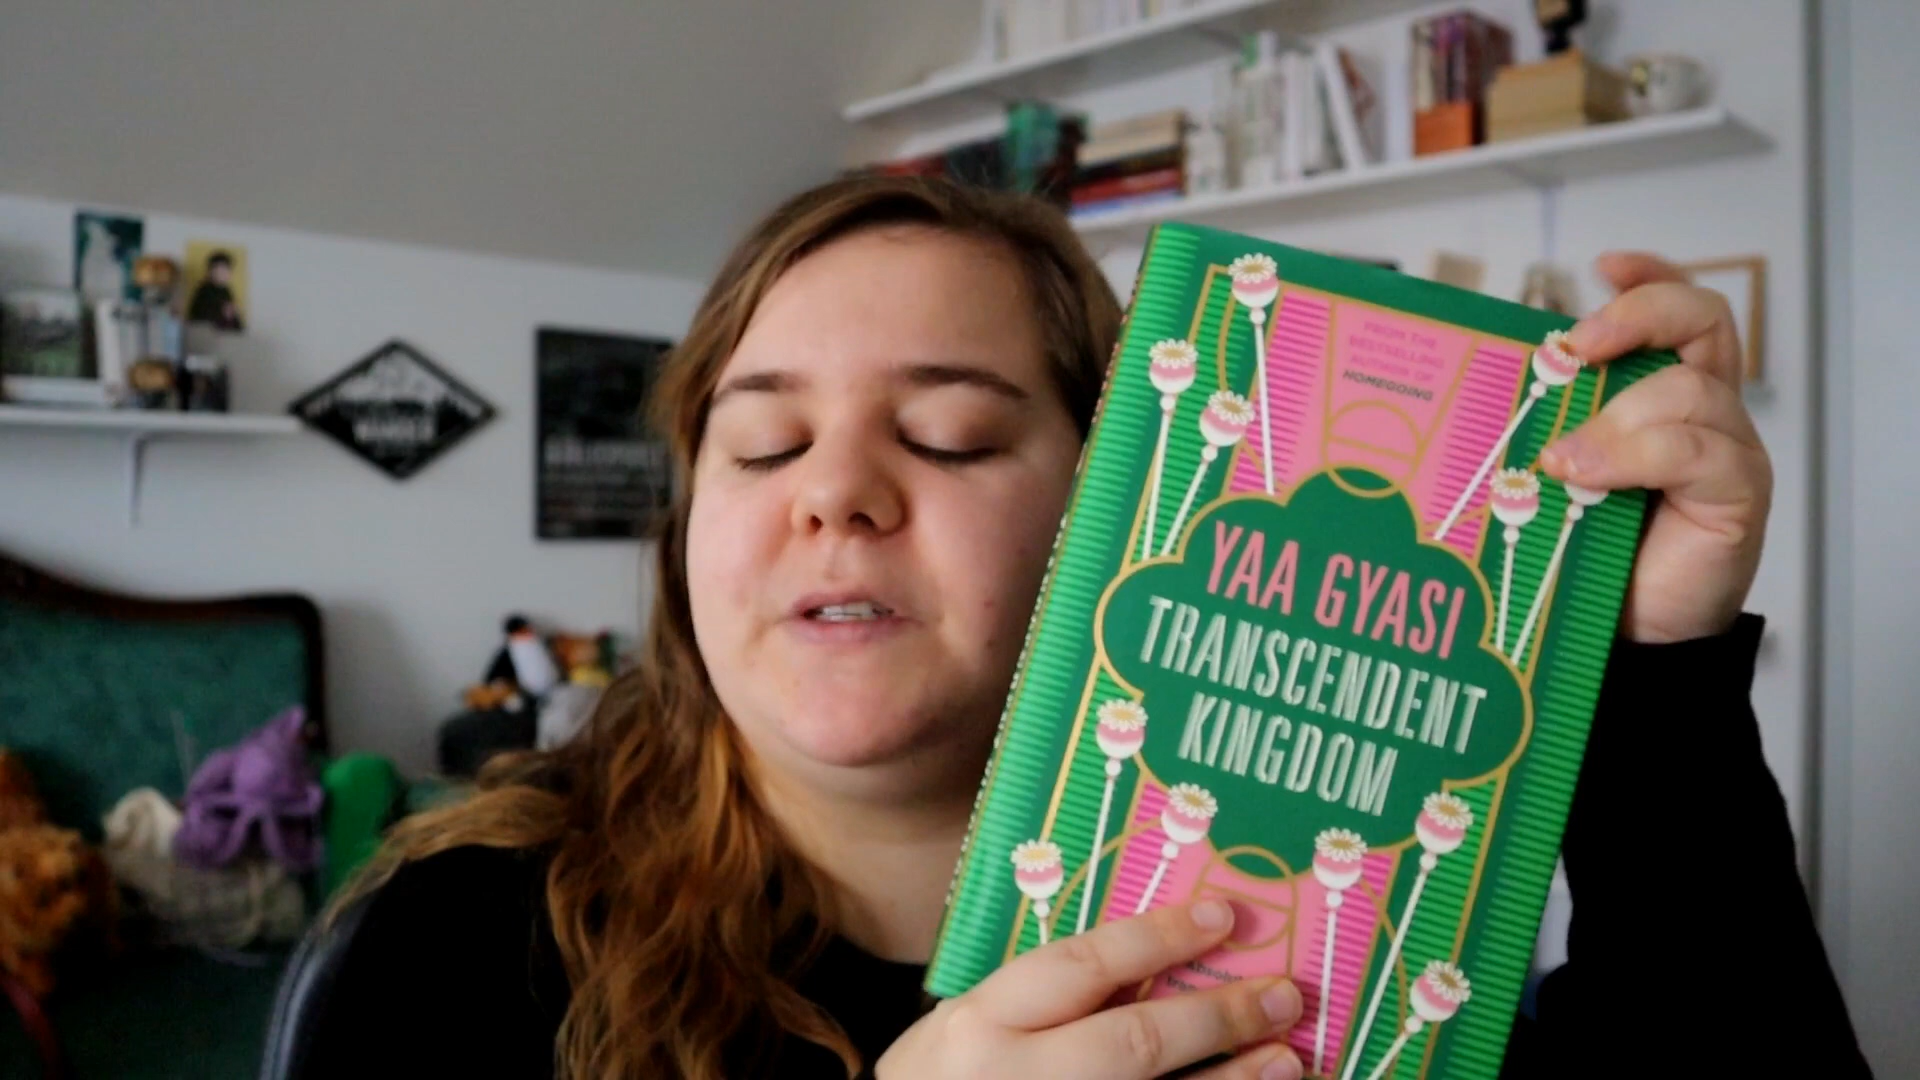 FROM THE
BESTSELLING
AUTHOR OF
HOMEGOING
YAA GYASI
TRANSCENDENT
KINGDOM